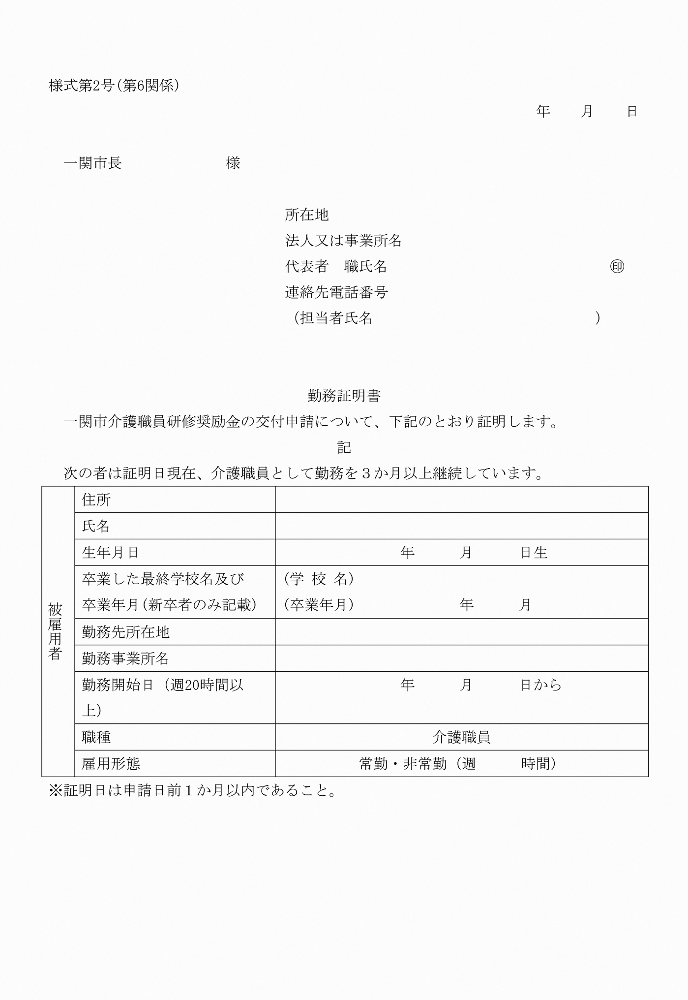 様式第2号（第6関係）
年　　月　　日
一関市長　　　　　　　様
所在地
法人又は事業所名
代表者　職氏名　　　　　　　　　　　　　　　㊞
連絡先電話番号
（担当者氏名　　　　　　　　　　　　　　　）
勤務証明書
一関市介護職員研修奨励金の交付申請について、下記のとおり証明します。
記
次の者は証明日現在、介護職員として勤務を３か月以上継続しています。
被雇用者
住所
氏名
生年月日　　　年　　　月　　　日生
卒業した最終学校名及び　（学 校 名）
卒業年月（新卒者のみ記載）　（卒業年月）　　　　　　　年　　　月
勤務先所在地
勤務事業所名
勤務開始日（週20時間以　　　年　　　月　　　日から
上）
職種　介護職員
雇用形態　常勤・非常勤（週　　　時間）
※証明日は申請日前１か月以内であること。